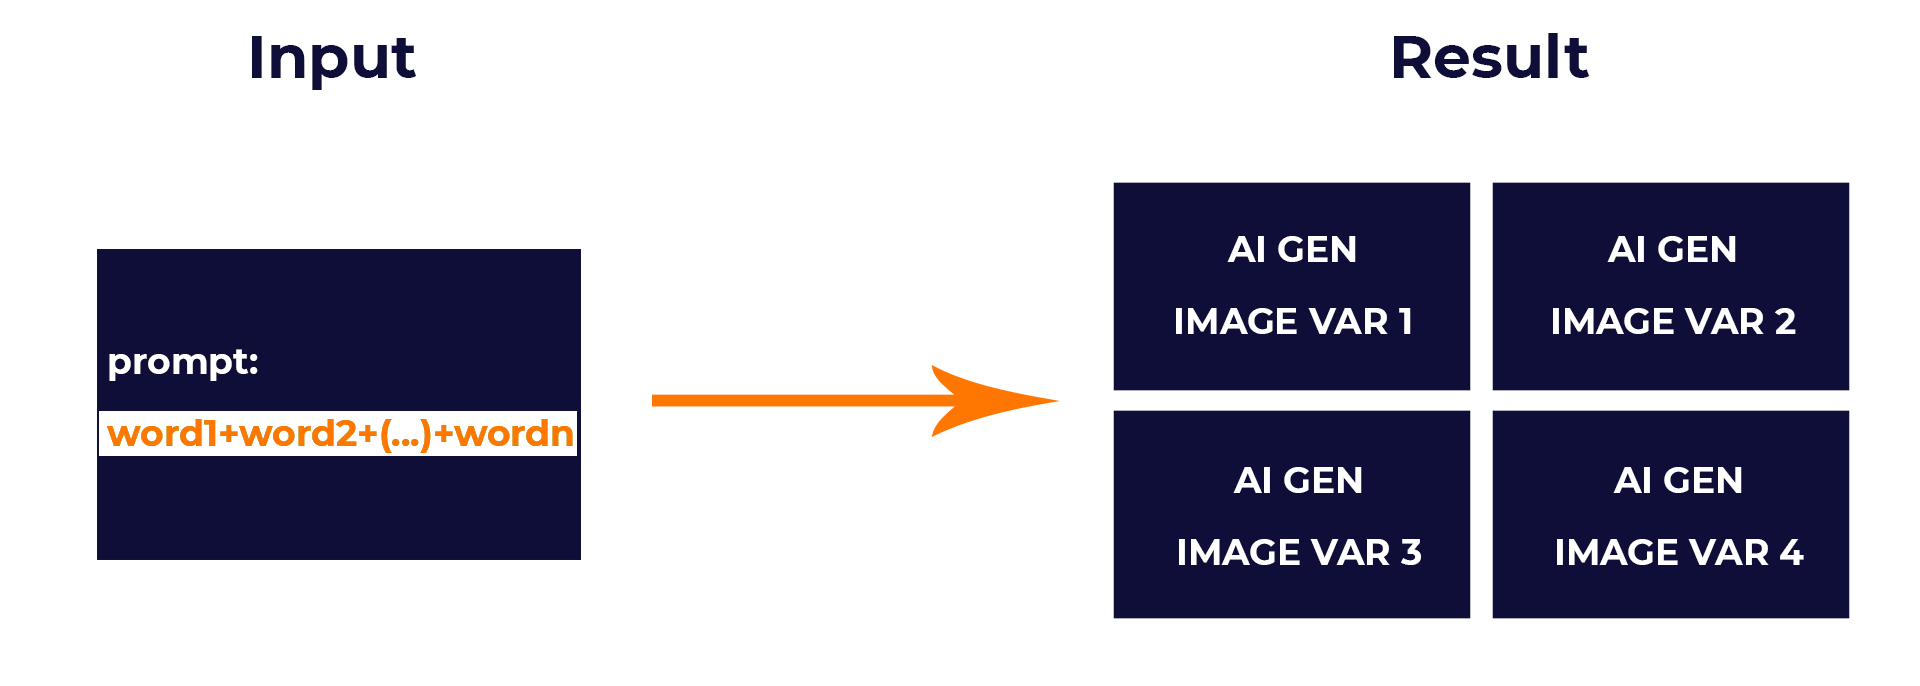 Input
Result
prompt:
word1+word2+(...)+wordn
AI GEN
IMAGE VAR 1
AI GEN
IMAGE VAR 2
AI GEN
IMAGE VAR 3
AI GEN
IMAGE VAR 4